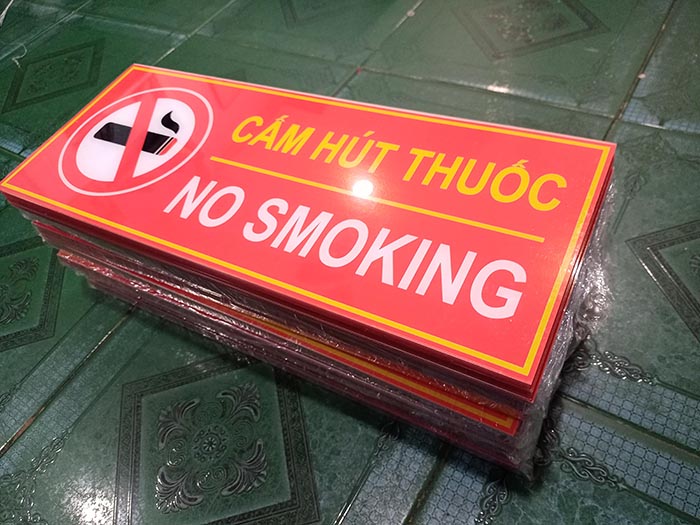 CẤM HÚT THUỐC
NO SMOKING